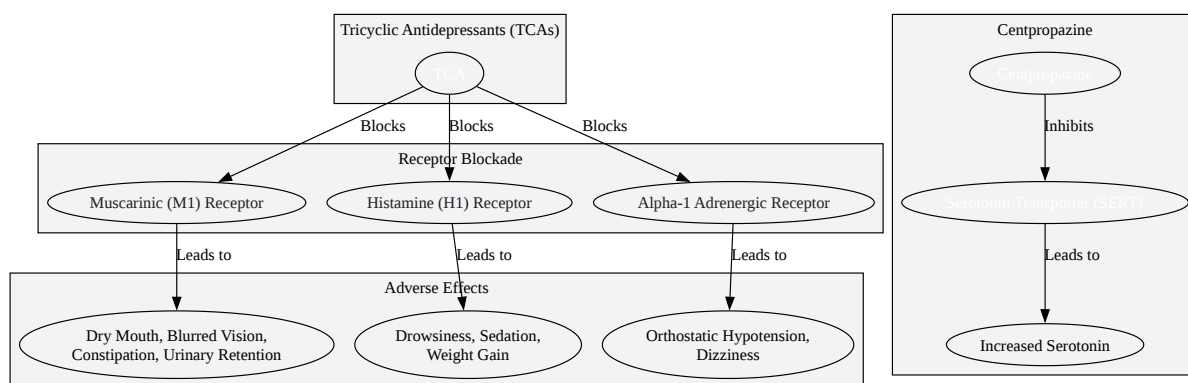 Tricyclic Antidepressants (TCAs)
TCA
Blocks
Blocks
Blocks
Receptor Blockade
Muscarinic (M1) Receptor
Histamine (H1) Receptor
Alpha-1 Adrenergic Receptor
Leads to
Leads to
Leads to
Adverse Effects
Dry Mouth, Blurred Vision,
Constipation, Urinary Retention
Drowsiness, Sedation,
Weight Gain
Orthostatic Hypotension,
Dizziness
Centpropazine
Centpropazine
Inhibits
Serotonin Transporter (SERT)
Leads to
Increased Serotonin